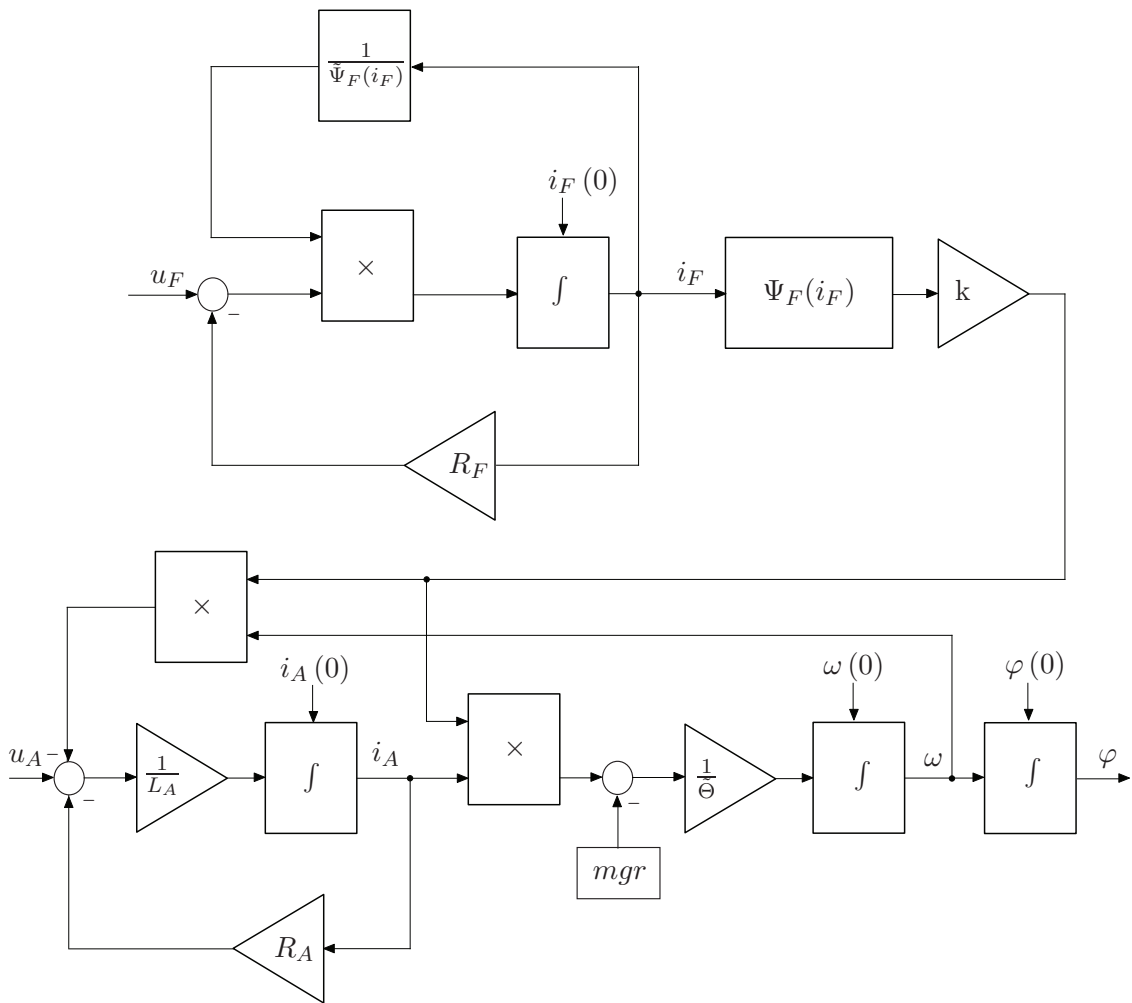 1
Ψ̃_F(i_F)
i_F (0)
u_F
-
×
∫
i_F
Ψ_F(i_F)
k
R_F
×
i_A (0)
ω (0)
φ (0)
u_A -
-
1
L_A
∫
i_A
×
-
1
Θ̃
∫
ω
∫
φ
mgr
R_A